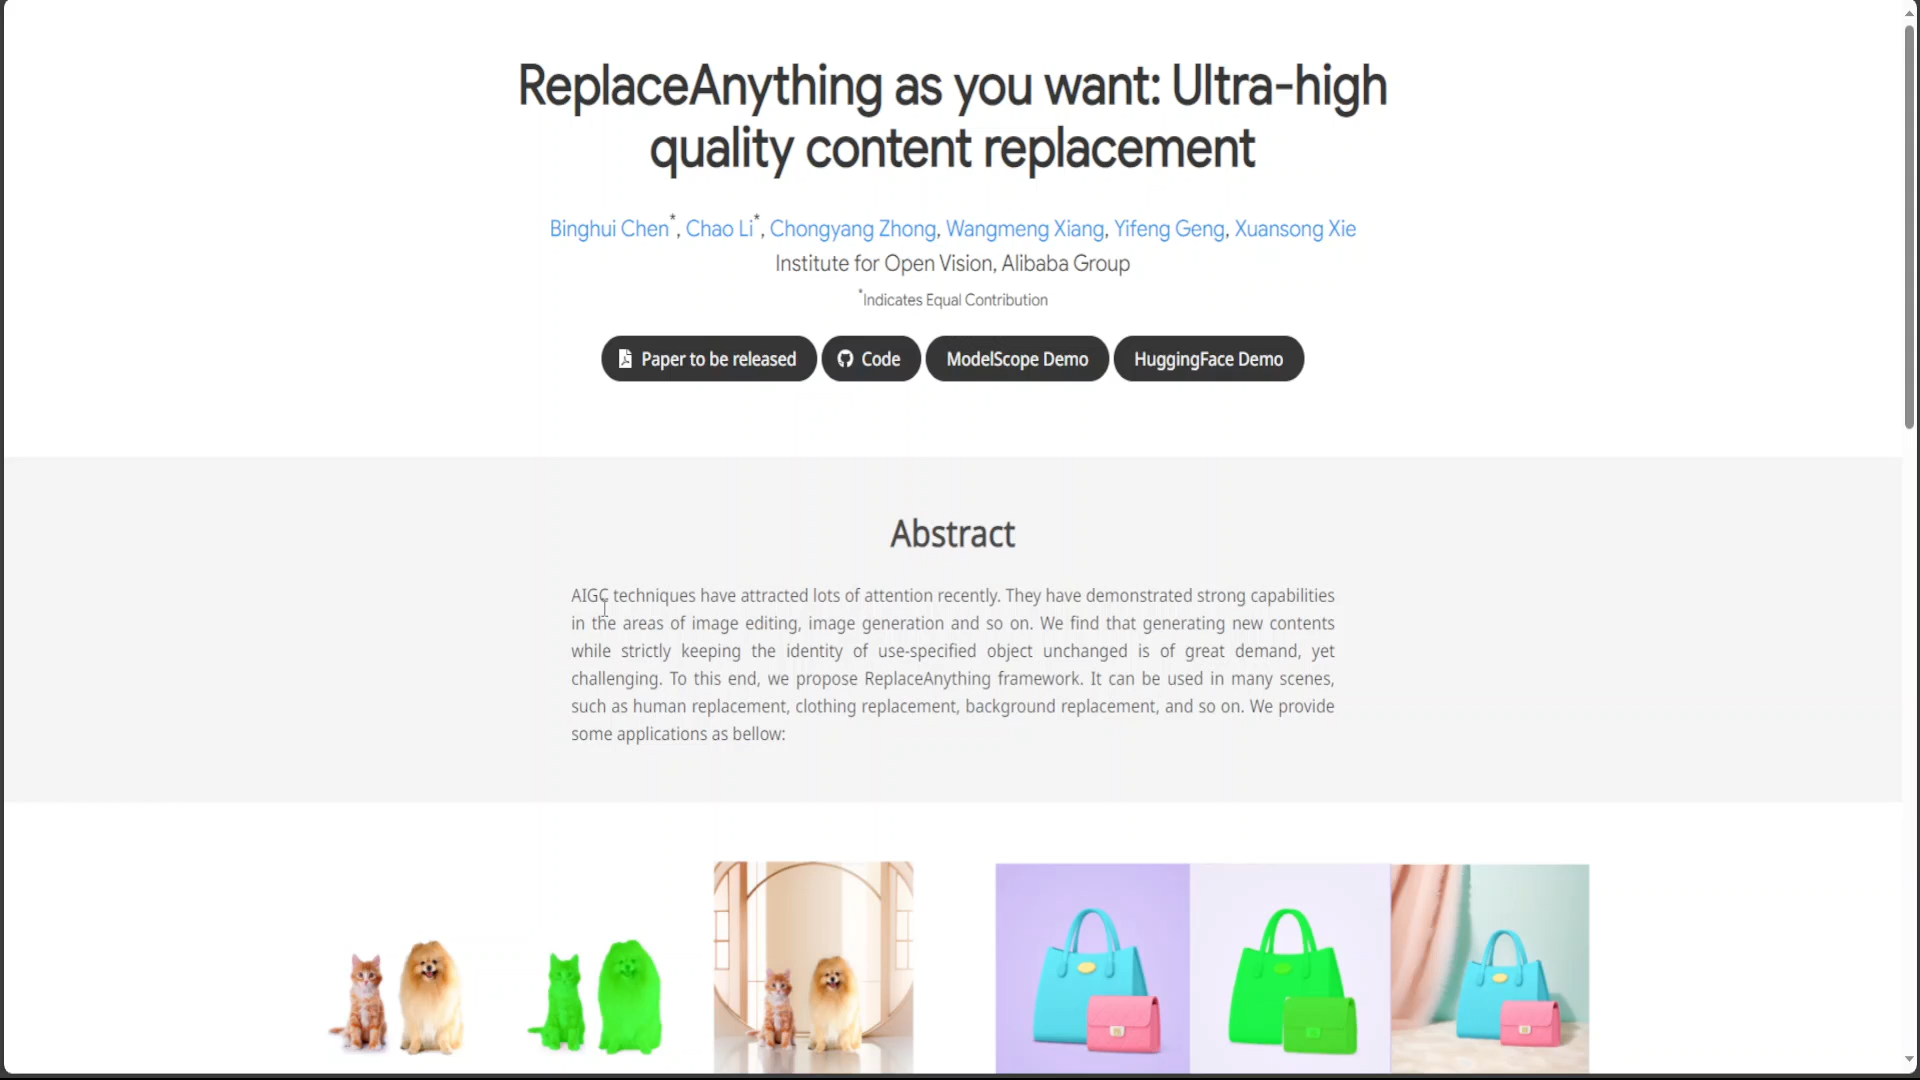 ReplaceAnything as you want: Ultra-high
quality content replacement
Binghui Chen*, Chao Li*, Chongyang Zhong, Wangmeng Xiang, Yifeng Geng, Xuansong Xie
Institute for Open Vision, Alibaba Group
*Indicates Equal Contribution
Paper to be released Code ModelScope Demo HuggingFace Demo
Abstract
AIGC techniques have attracted lots of attention recently. They have demonstrated strong capabilities
in the areas of image editing, image generation and so on. We find that generating new contents
while strictly keeping the identity of use-specified object unchanged is of great demand, yet
challenging. To this end, we propose ReplaceAnything framework. It can be used in many scenes,
such as human replacement, clothing replacement, background replacement, and so on. We provide
some applications as bellow: